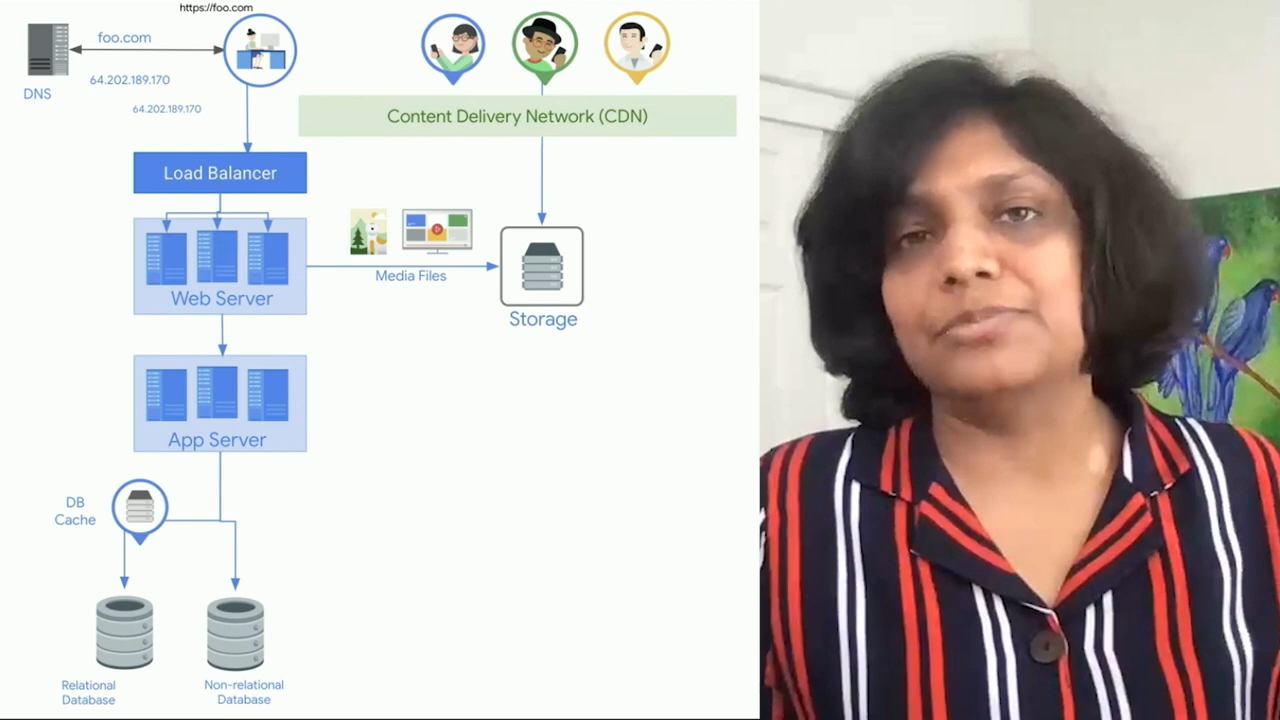 https://foo.com
foo.com
64.202.189.170
DNS
64.202.189.170
Content Delivery Network (CDN)
Load Balancer
Web Server
Media Files
Storage
App Server
DB
Cache
Relational
Database
Non-relational
Database